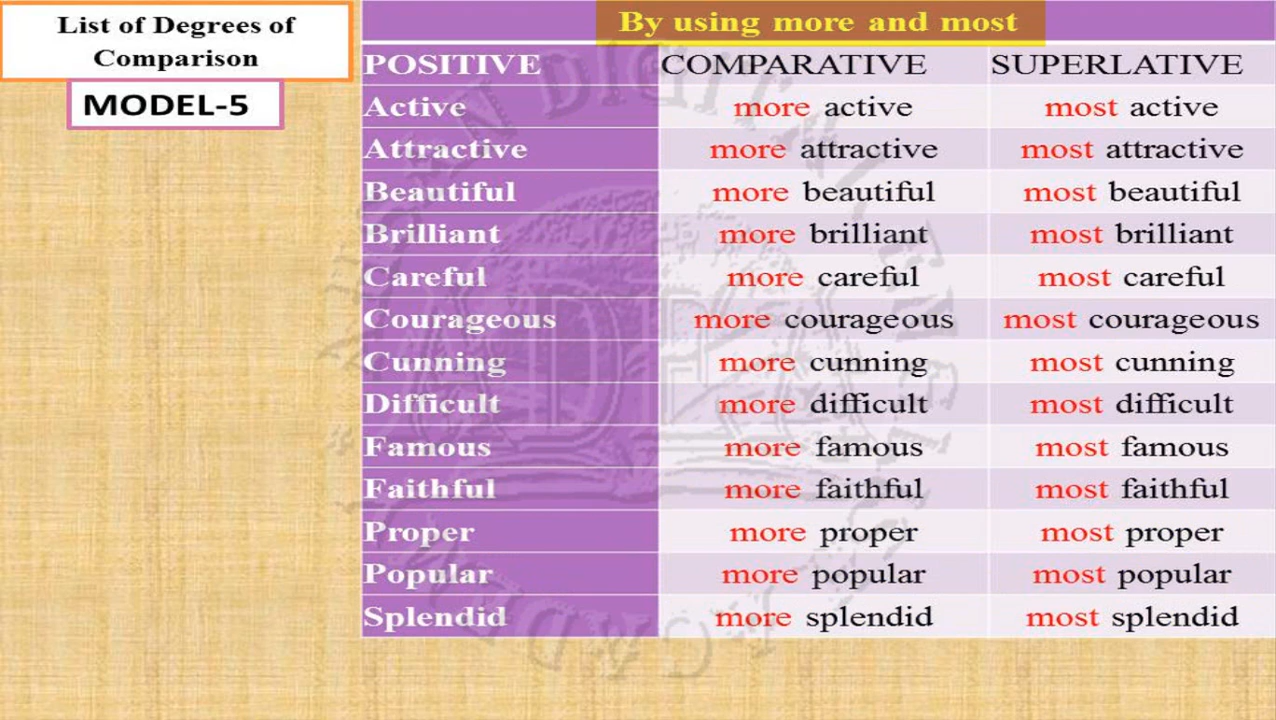 List of Degrees of
Comparison
MODEL-5
By using more and most
POSITIVE COMPARATIVE SUPERLATIVE
Active more active most active
Attractive more attractive most attractive
Beautiful more beautiful most beautiful
Brilliant more brilliant most brilliant
Careful more careful most careful
Courageous more courageous most courageous
Cunning more cunning most cunning
Difficult more difficult most difficult
Famous more famous most famous
Faithful more faithful most faithful
Proper more proper most proper
Popular more popular most popular
Splendid more splendid most splendid